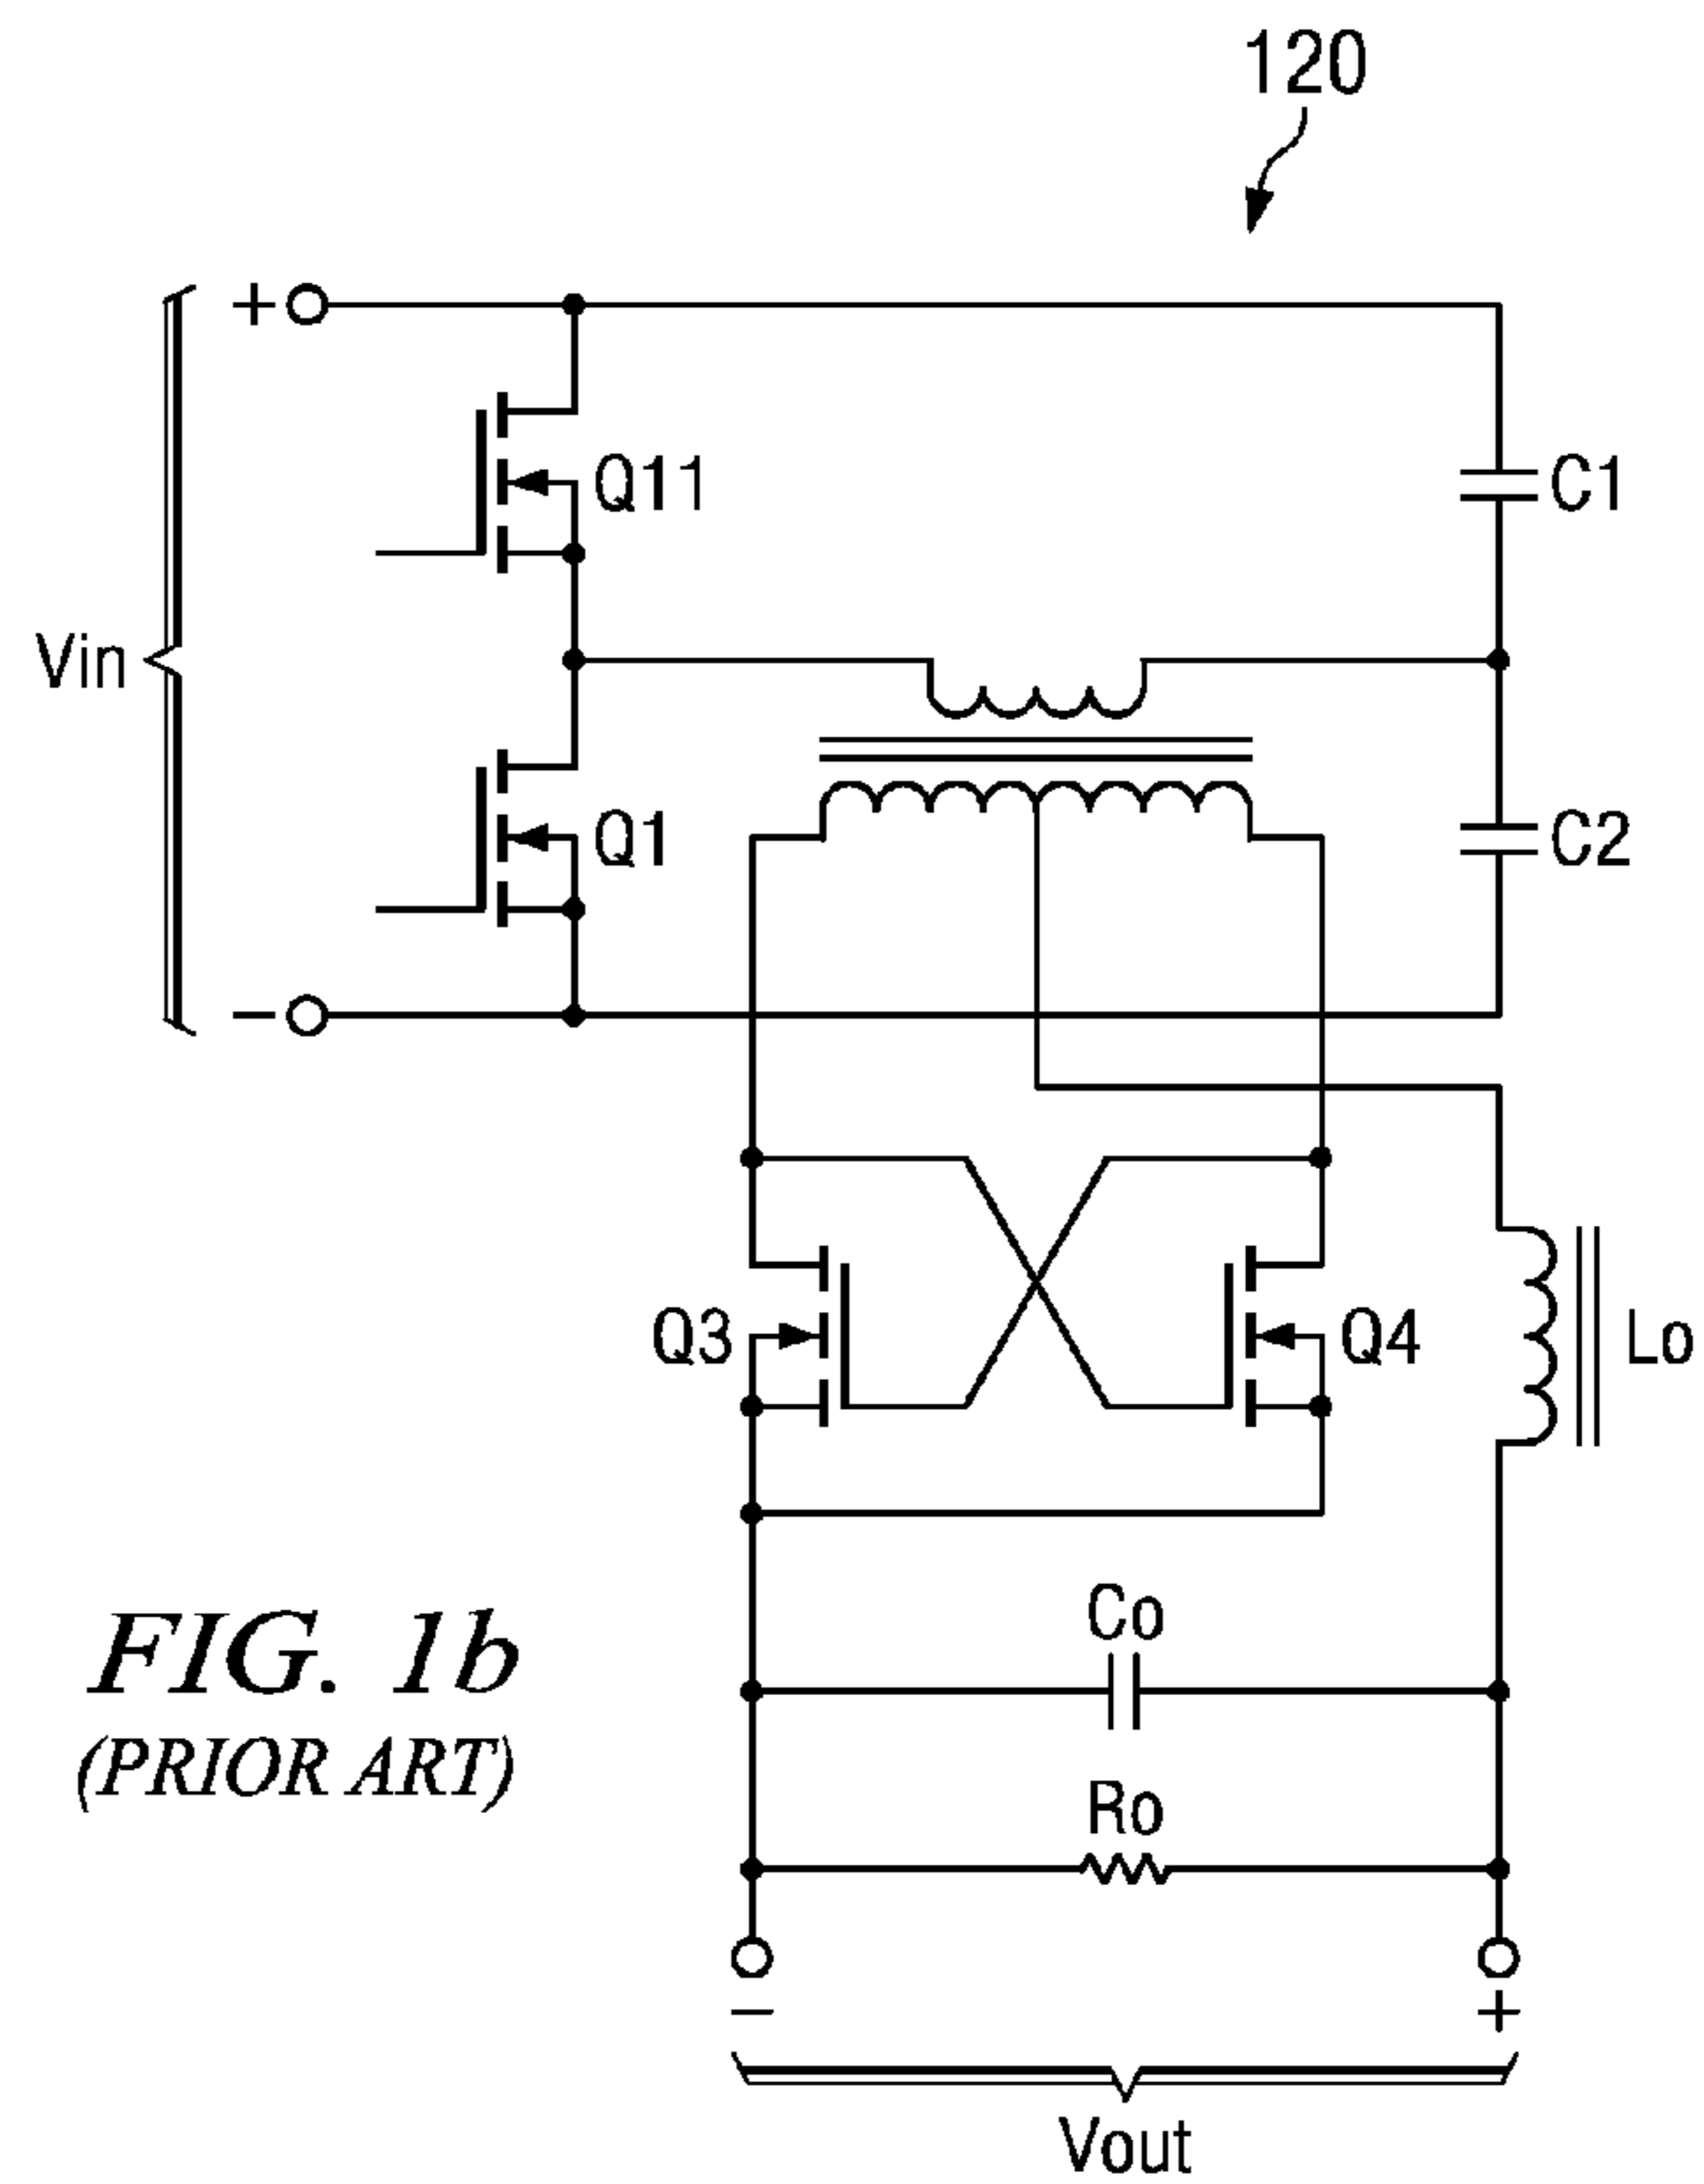 120
+
Q11
C1
Vin
Q1
C2
−
Q3
Q4
Lo
Co
FIG. 1b
(PRIOR ART)
Ro
− +
Vout